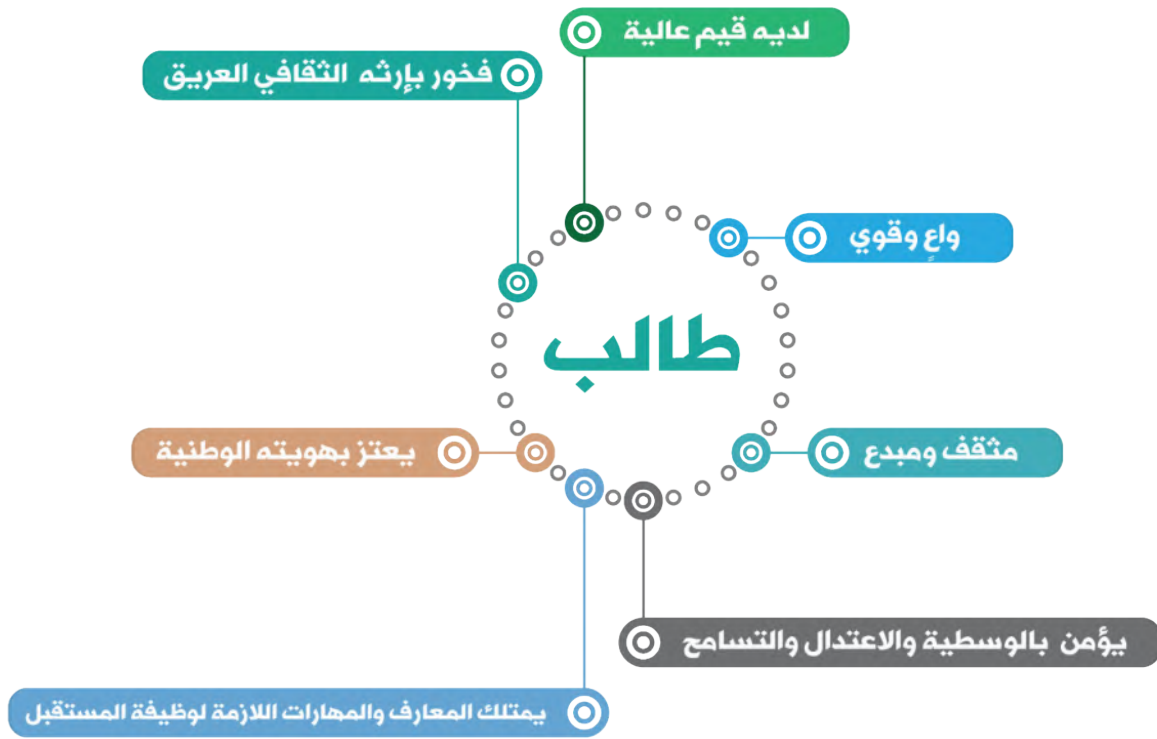 لديه قيم عالية
فخور بإرثه الثقافي العريق
واعٍ وقوي
طالب
مثقف ومبدع
يعتز بهويته الوطنية
يؤمن بالوسطية والاعتدال والتسامح
يمتلك المعارف والمهارات اللازمة لوظيفة المستقبل